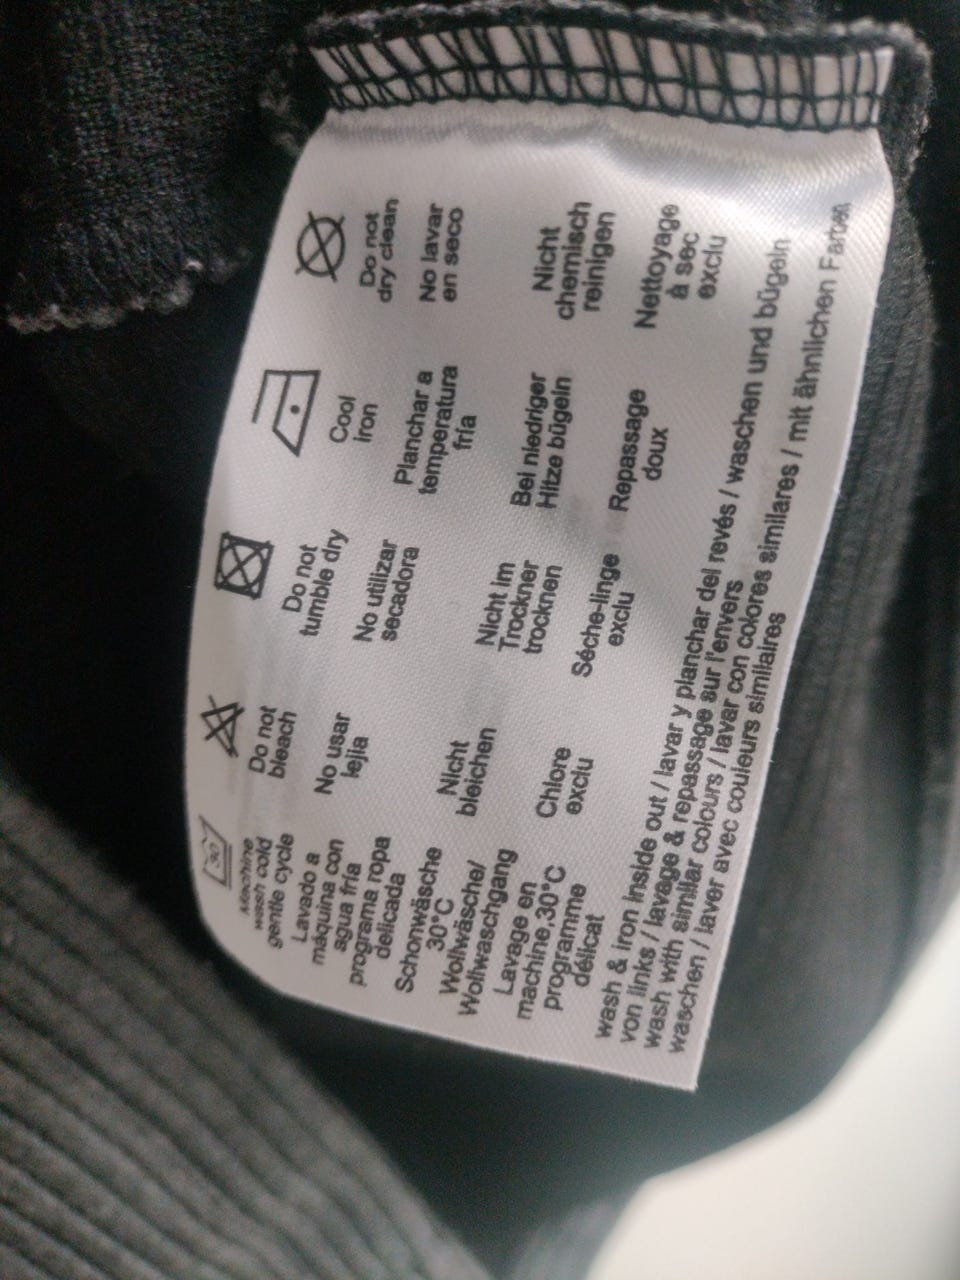 30
Machine
wash cold
gentle cycle
Lavado a
máquina con
agua fría
programa ropa
delicada
Schonwäsche
30°C
Wollwäsche/
Wollwaschgang
Lavage en
machine,30°C
programme
délicat
Do not
bleach
No usar
lejia
Nicht
bleichen
Chlore
exclu
Do not
tumble dry
No utilizar
secadora
Nicht im
Trockner
trocknen
Séche-linge
exclu
Cool
iron
Planchar a
temperatura
fría
Bei niedriger
Hitze bügeln
Repassage
doux
Do not
dry clean
No lavar
en seco
Nicht
chemisch
reinigen
Nettoyage
à sec
exclu
wash & iron inside out / lavar y planchar del revés / waschen und bügeln
von links / lavage & repassage sur l'envers
wash with similar colours / lavar con colores similares / mit ähnlichen Farben
waschen / laver avec couleurs similaires